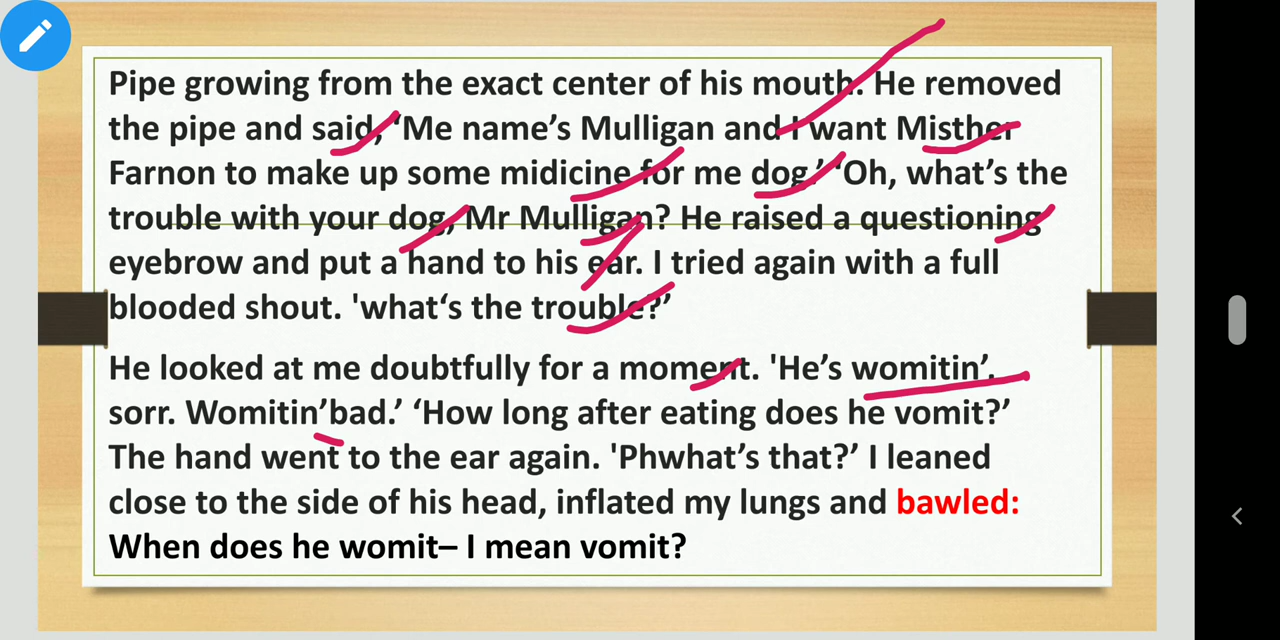 Pipe growing from the exact center of his mouth. He removed
the pipe and said, ‘Me name’s Mulligan and I want Misther
Farnon to make up some midicine for me dog.’ ‘Oh, what’s the
trouble with your dog, Mr Mulligan? He raised a questioning
eyebrow and put a hand to his ear. I tried again with a full
blooded shout. 'what‘s the trouble?’
He looked at me doubtfully for a moment. 'He’s womitin’.
sorr. Womitin’bad.’ ‘How long after eating does he vomit?’
The hand went to the ear again. 'Phwhat’s that?’ I leaned
close to the side of his head, inflated my lungs and bawled:
When does he womit– I mean vomit?